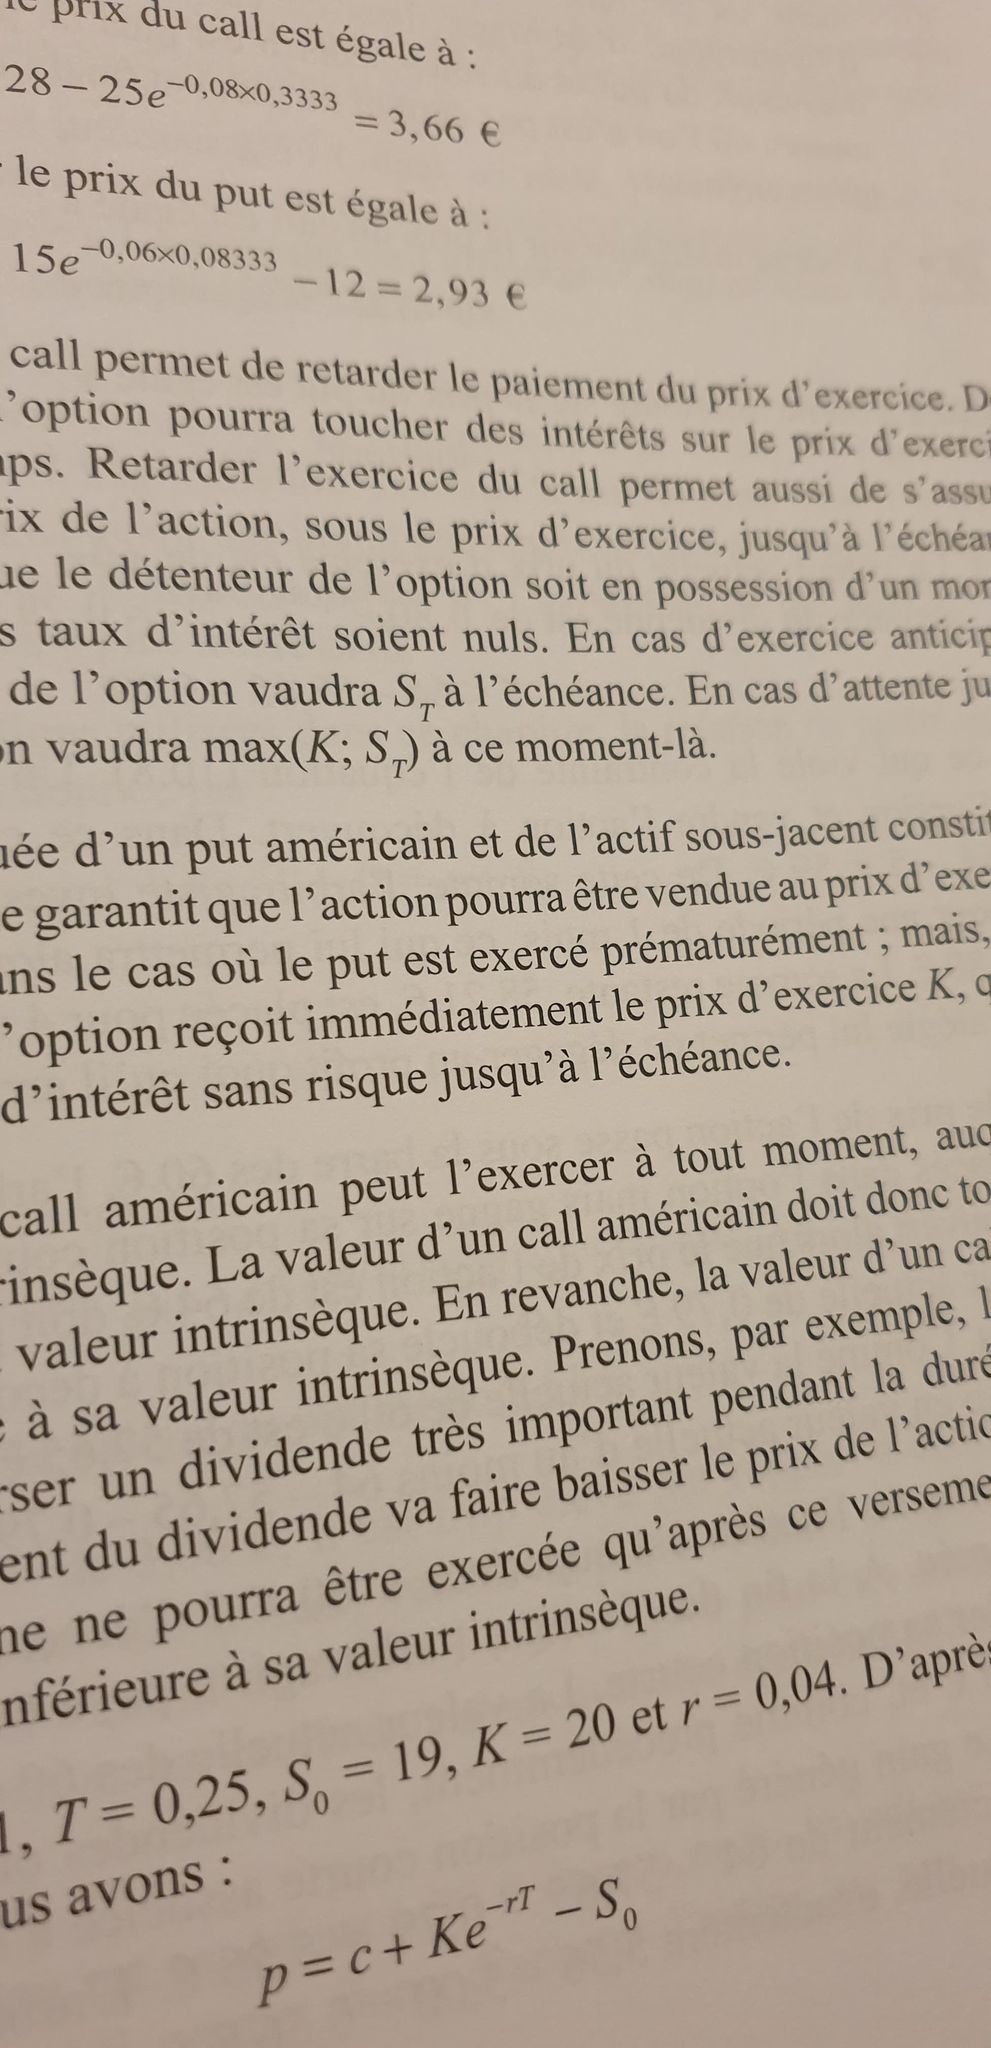 prix du call est égale à :
28 – 25e^{–0,08×0,3333} = 3,66 €
le prix du put est égale à :
15e^{–0,06×0,08333} – 12 = 2,93 €
call permet de retarder le paiement du prix d'exercice. D
'option pourra toucher des intérêts sur le prix d'exerci
ps. Retarder l'exercice du call permet aussi de s'assu
ix de l'action, sous le prix d'exercice, jusqu'à l'échéan
ue le détenteur de l'option soit en possession d'un mon
s taux d'intérêt soient nuls. En cas d'exercice anticip
de l'option vaudra S_T à l'échéance. En cas d'attente ju
on vaudra max(K; S_T) à ce moment-là.
uée d'un put américain et de l'actif sous-jacent constit
e garantit que l'action pourra être vendue au prix d'exe
ans le cas où le put est exercé prématurément ; mais,
'option reçoit immédiatement le prix d'exercice K, q
d'intérêt sans risque jusqu'à l'échéance.
call américain peut l'exercer à tout moment, auc
rinsèque. La valeur d'un call américain doit donc to
valeur intrinsèque. En revanche, la valeur d'un ca
à sa valeur intrinsèque. Prenons, par exemple, l
rser un dividende très important pendant la duré
ent du dividende va faire baisser le prix de l'actio
ne ne pourra être exercée qu'après ce verseme
nférieure à sa valeur intrinsèque.
1, T = 0,25, S_0 = 19, K = 20 et r = 0,04. D'après
us avons :
p = c + Ke^{–rT} – S_0